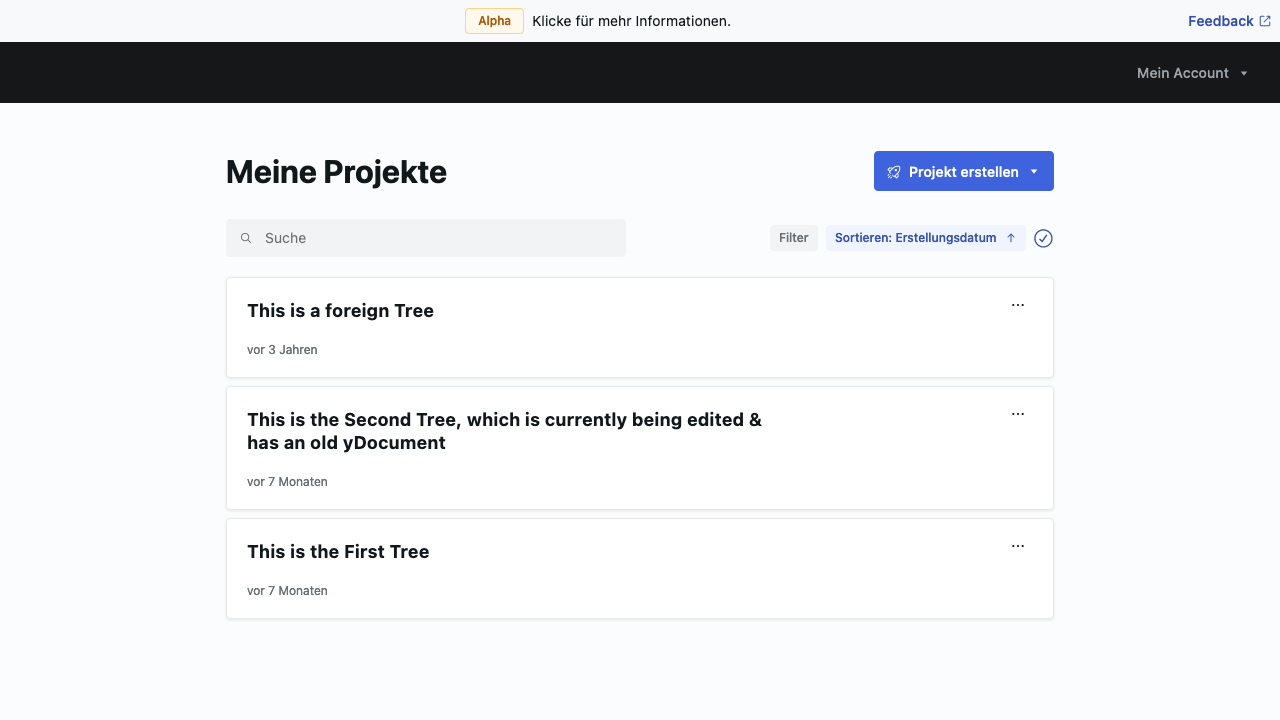 Alpha Klicke für mehr Informationen.
Feedback
Mein Account
Meine Projekte
Projekt erstellen
Suche
Filter
Sortieren: Erstellungsdatum
This is a foreign Tree
vor 3 Jahren
This is the Second Tree, which is currently being edited &
has an old yDocument
vor 7 Monaten
This is the First Tree
vor 7 Monaten